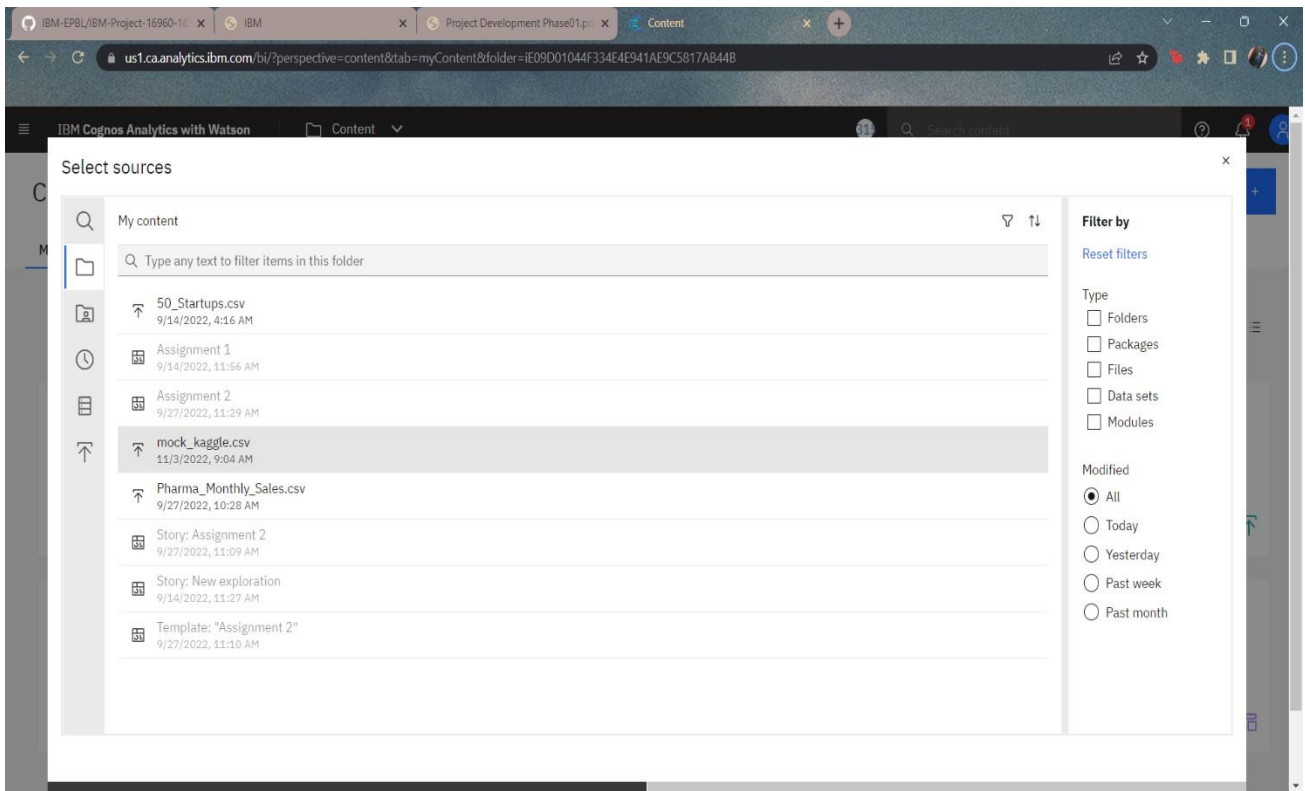 IBM-EPBL/IBM-Project-16960-16
IBM
Project Development Phase01.pd
Content
us1.ca.analytics.ibm.com/bi/?perspective=content&tab=myContent&folder=iE09D01044F334E4E941AE9C5817AB44B
IBM Cognos Analytics with Watson
Content
Search content
1
Select sources
C
M
My content
Type any text to filter items in this folder
50_Startups.csv
9/14/2022, 4:16 AM
Assignment 1
9/14/2022, 11:56 AM
Assignment 2
9/27/2022, 11:29 AM
mock_kaggle.csv
11/3/2022, 9:04 AM
Pharma_Monthly_Sales.csv
9/27/2022, 10:28 AM
Story: Assignment 2
9/27/2022, 11:09 AM
Story: New exploration
9/14/2022, 11:27 AM
Template: "Assignment 2"
9/27/2022, 11:10 AM
Filter by
Reset filters
Type
Folders
Packages
Files
Data sets
Modules
Modified
All
Today
Yesterday
Past week
Past month